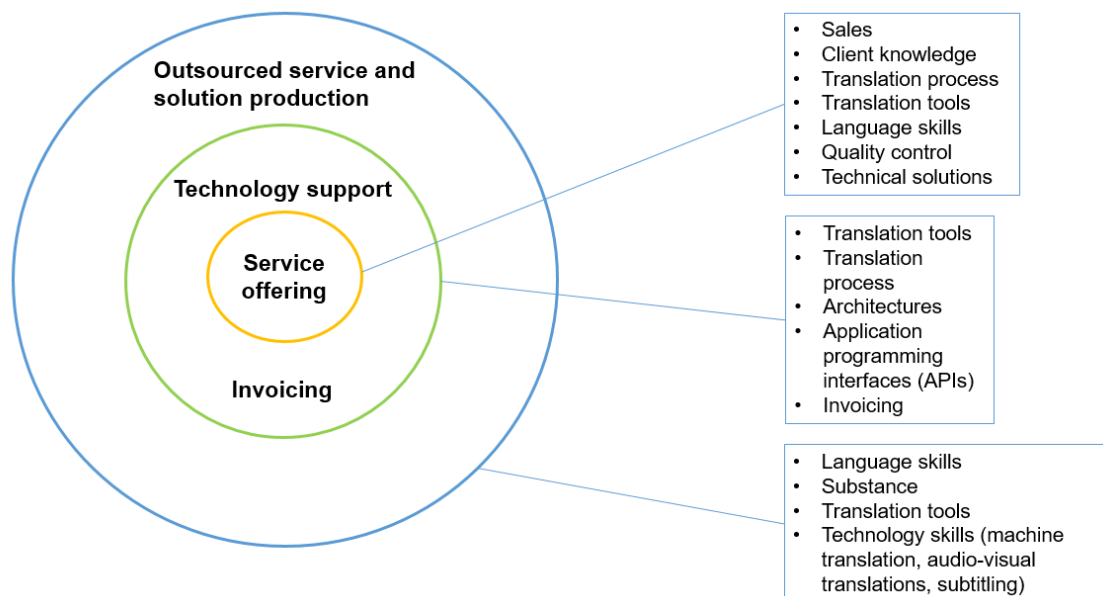 Outsourced service and
solution production
Technology support
Service
offering
Invoicing
• Sales
• Client knowledge
• Translation process
• Translation tools
• Language skills
• Quality control
• Technical solutions
• Translation tools
• Translation
process
• Architectures
• Application
programming
interfaces (APIs)
• Invoicing
• Language skills
• Substance
• Translation tools
• Technology skills (machine
translation, audio-visual
translations, subtitling)